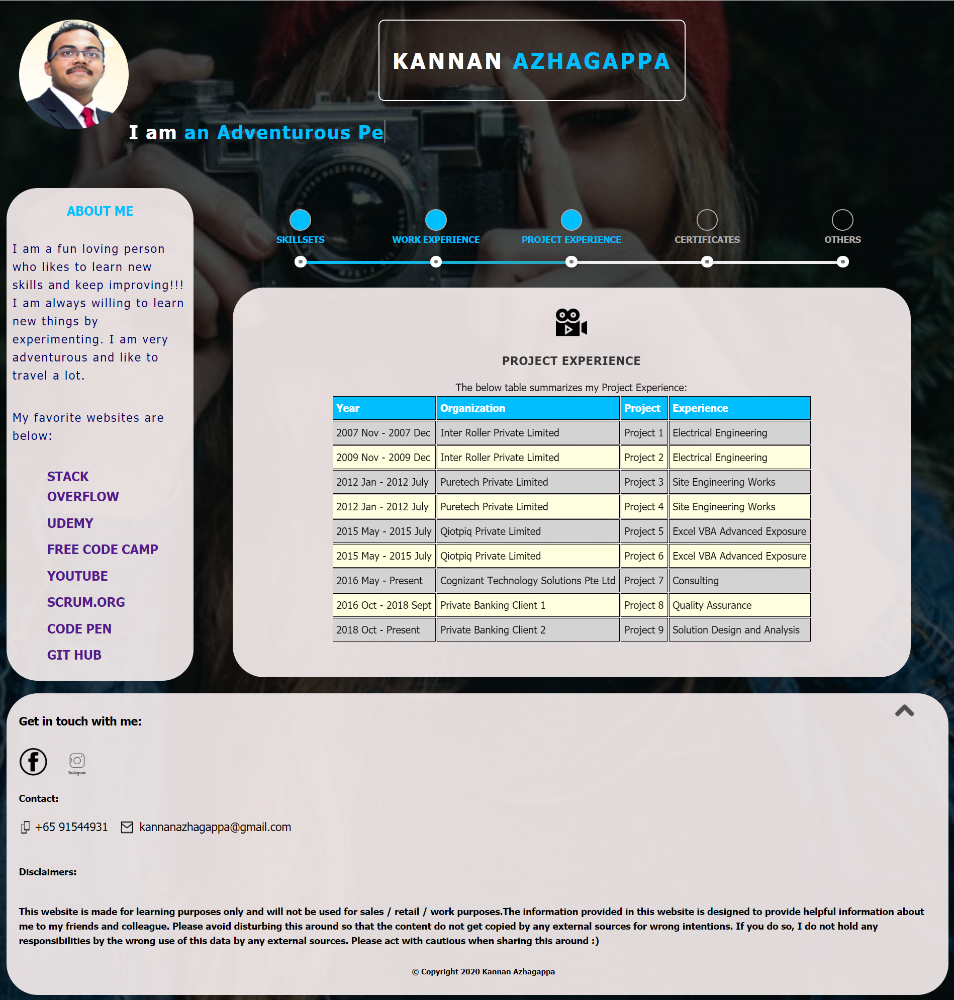 KANNAN AZHAGAPPA
I am an Adventurous Pe
ABOUT ME
I am a fun loving person
who likes to learn new
skills and keep improving!!!
I am always willing to learn
new things by
experimenting. I am very
adventurous and like to
travel a lot.
My favorite websites are
below:
STACK
OVERFLOW
UDEMY
FREE CODE CAMP
YOUTUBE
SCRUM.ORG
CODE PEN
GIT HUB
SKILLSETS WORK EXPERIENCE PROJECT EXPERIENCE CERTIFICATES OTHERS
PROJECT EXPERIENCE
The below table summarizes my Project Experience:
Year Organization Project Experience
2007 Nov - 2007 Dec Inter Roller Private Limited Project 1 Electrical Engineering
2009 Nov - 2009 Dec Inter Roller Private Limited Project 2 Electrical Engineering
2012 Jan - 2012 July Puretech Private Limited Project 3 Site Engineering Works
2012 Jan - 2012 July Puretech Private Limited Project 4 Site Engineering Works
2015 May - 2015 July Qiotpiq Private Limited Project 5 Excel VBA Advanced Exposure
2015 May - 2015 July Qiotpiq Private Limited Project 6 Excel VBA Advanced Exposure
2016 May - Present Cognizant Technology Solutions Pte Ltd Project 7 Consulting
2016 Oct - 2018 Sept Private Banking Client 1 Project 8 Quality Assurance
2018 Oct - Present Private Banking Client 2 Project 9 Solution Design and Analysis
Get in touch with me:
Instagram
Contact:
+65 91544931 kannanazhagappa@gmail.com
Disclaimers:
This website is made for learning purposes only and will not be used for sales / retail / work purposes.The information provided in this website is designed to provide helpful information about
me to my friends and colleague. Please avoid disturbing this around so that the content do not get copied by any external sources for wrong intentions. If you do so, I do not hold any
responsibilities by the wrong use of this data by any external sources. Please act with cautious when sharing this around :)
© Copyright 2020 Kannan Azhagappa